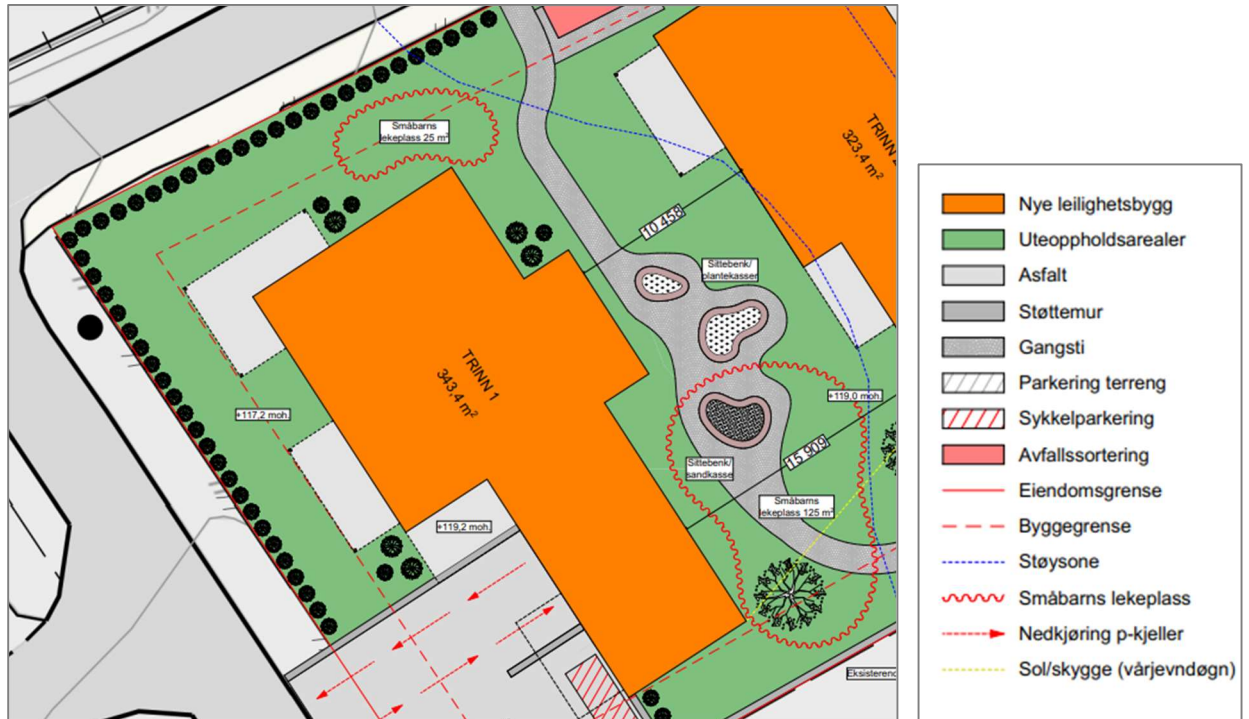 Småbarns
lekeplass 25 m²
TRINN 2
323,4 m²
10 458
Sittebenk/
plantekasser
TRINN 1
343,4 m²
+117,2 moh.
+119,0 moh.
15 909
Sittebenk/
sandkasse
Småbarns
lekeplass 125 m²
+119,2 moh.
Eksisterend
Nye leilighetsbygg
Uteoppholdsarealer
Asfalt
Støttemur
Gangsti
Parkering terreng
Sykkelparkering
Avfallssortering
Eiendomsgrense
Byggegrense
Støysone
Småbarns lekeplass
Nedkjøring p-kjeller
Sol/skygge (vårjevndøgn)